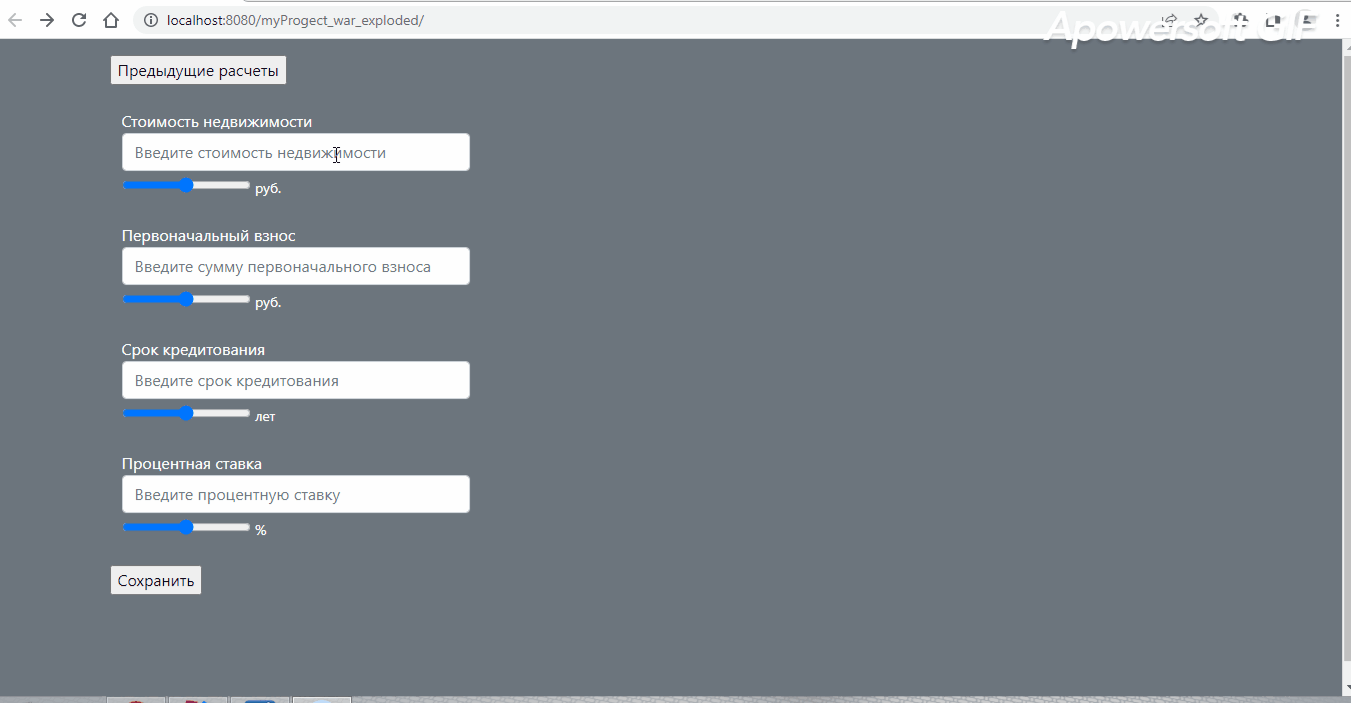 localhost:8080/myProgect_war_exploded/
Apowersoft GIF
Предыдущие расчеты
Стоимость недвижимости
Введите стоимость недвижимости
руб.
Первоначальный взнос
Введите сумму первоначального взноса
руб.
Срок кредитования
Введите срок кредитования
лет
Процентная ставка
Введите процентную ставку
%
Сохранить